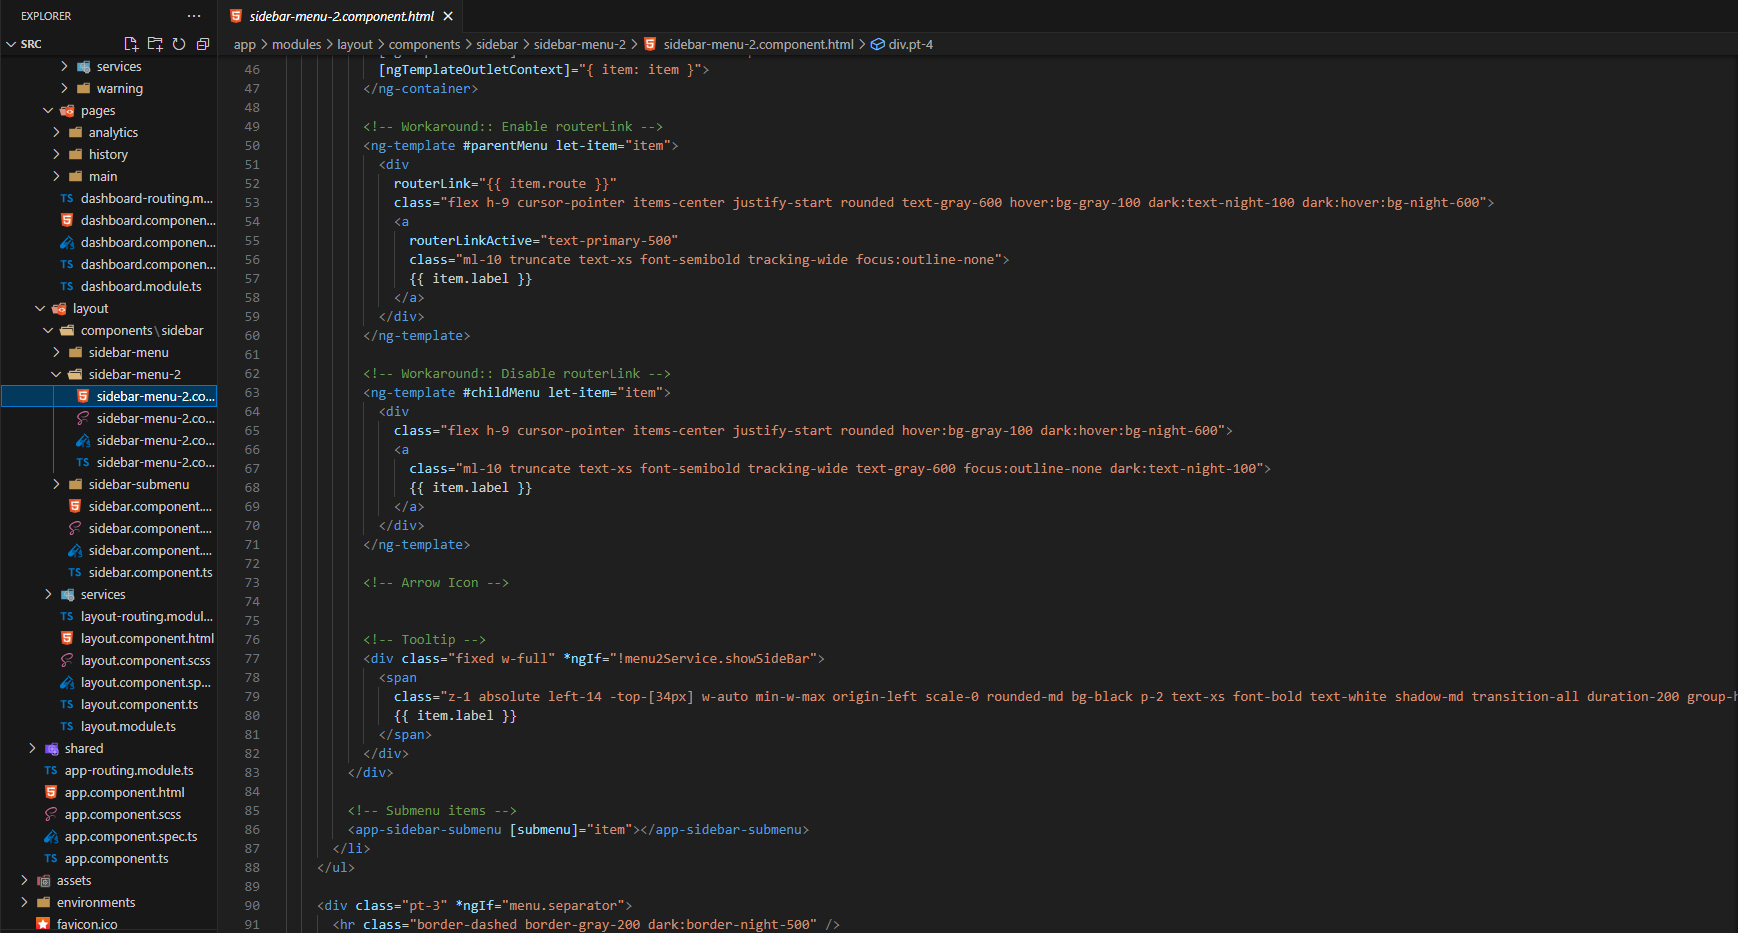 EXPLORER
SRC
services
warning
pages
analytics
history
main
TS dashboard-routing.m...
dashboard.componen...
dashboard.componen...
TS dashboard.componen...
TS dashboard.module.ts
layout
components\sidebar
sidebar-menu
sidebar-menu-2
sidebar-menu-2.co...
sidebar-menu-2.co...
sidebar-menu-2.co...
TS sidebar-menu-2.co...
sidebar-submenu
sidebar.component....
sidebar.component....
sidebar.component....
TS sidebar.component.ts
services
TS layout-routing.modul...
layout.component.html
layout.component.scss
layout.component.sp...
TS layout.component.ts
TS layout.module.ts
shared
TS app-routing.module.ts
app.component.html
app.component.scss
app.component.spec.ts
TS app.component.ts
assets
environments
favicon.ico
sidebar-menu-2.component.html
app > modules > layout > components > sidebar > sidebar-menu-2 > sidebar-menu-2.component.html > div.pt-4
46 [ngTemplateOutletContext]="{ item: item }">
47 </ng-container>
48
49 <!-- Workaround:: Enable routerLink -->
50 <ng-template #parentMenu let-item="item">
51 <div
52 routerLink="{{ item.route }}"
53 class="flex h-9 cursor-pointer items-center justify-start rounded text-gray-600 hover:bg-gray-100 dark:text-night-100 dark:hover:bg-night-600">
54 <a
55 routerLinkActive="text-primary-500"
56 class="ml-10 truncate text-xs font-semibold tracking-wide focus:outline-none">
57 {{ item.label }}
58 </a>
59 </div>
60 </ng-template>
61
62 <!-- Workaround:: Disable routerLink -->
63 <ng-template #childMenu let-item="item">
64 <div
65 class="flex h-9 cursor-pointer items-center justify-start rounded hover:bg-gray-100 dark:hover:bg-night-600">
66 <a
67 class="ml-10 truncate text-xs font-semibold tracking-wide text-gray-600 focus:outline-none dark:text-night-100">
68 {{ item.label }}
69 </a>
70 </div>
71 </ng-template>
72
73 <!-- Arrow Icon -->
74
75
76 <!-- Tooltip -->
77 <div class="fixed w-full" *ngIf="!menu2Service.showSideBar">
78 <span
79 class="z-1 absolute left-14 -top-[34px] w-auto min-w-max origin-left scale-0 rounded-md bg-black p-2 text-xs font-bold text-white shadow-md transition-all duration-200 group-h
80 {{ item.label }}
81 </span>
82 </div>
83 </div>
84
85 <!-- Submenu items -->
86 <app-sidebar-submenu [submenu]="item"></app-sidebar-submenu>
87 </li>
88 </ul>
89
90 <div class="pt-3" *ngIf="menu.separator">
91 <hr class="border-dashed border-gray-200 dark:border-night-500" />